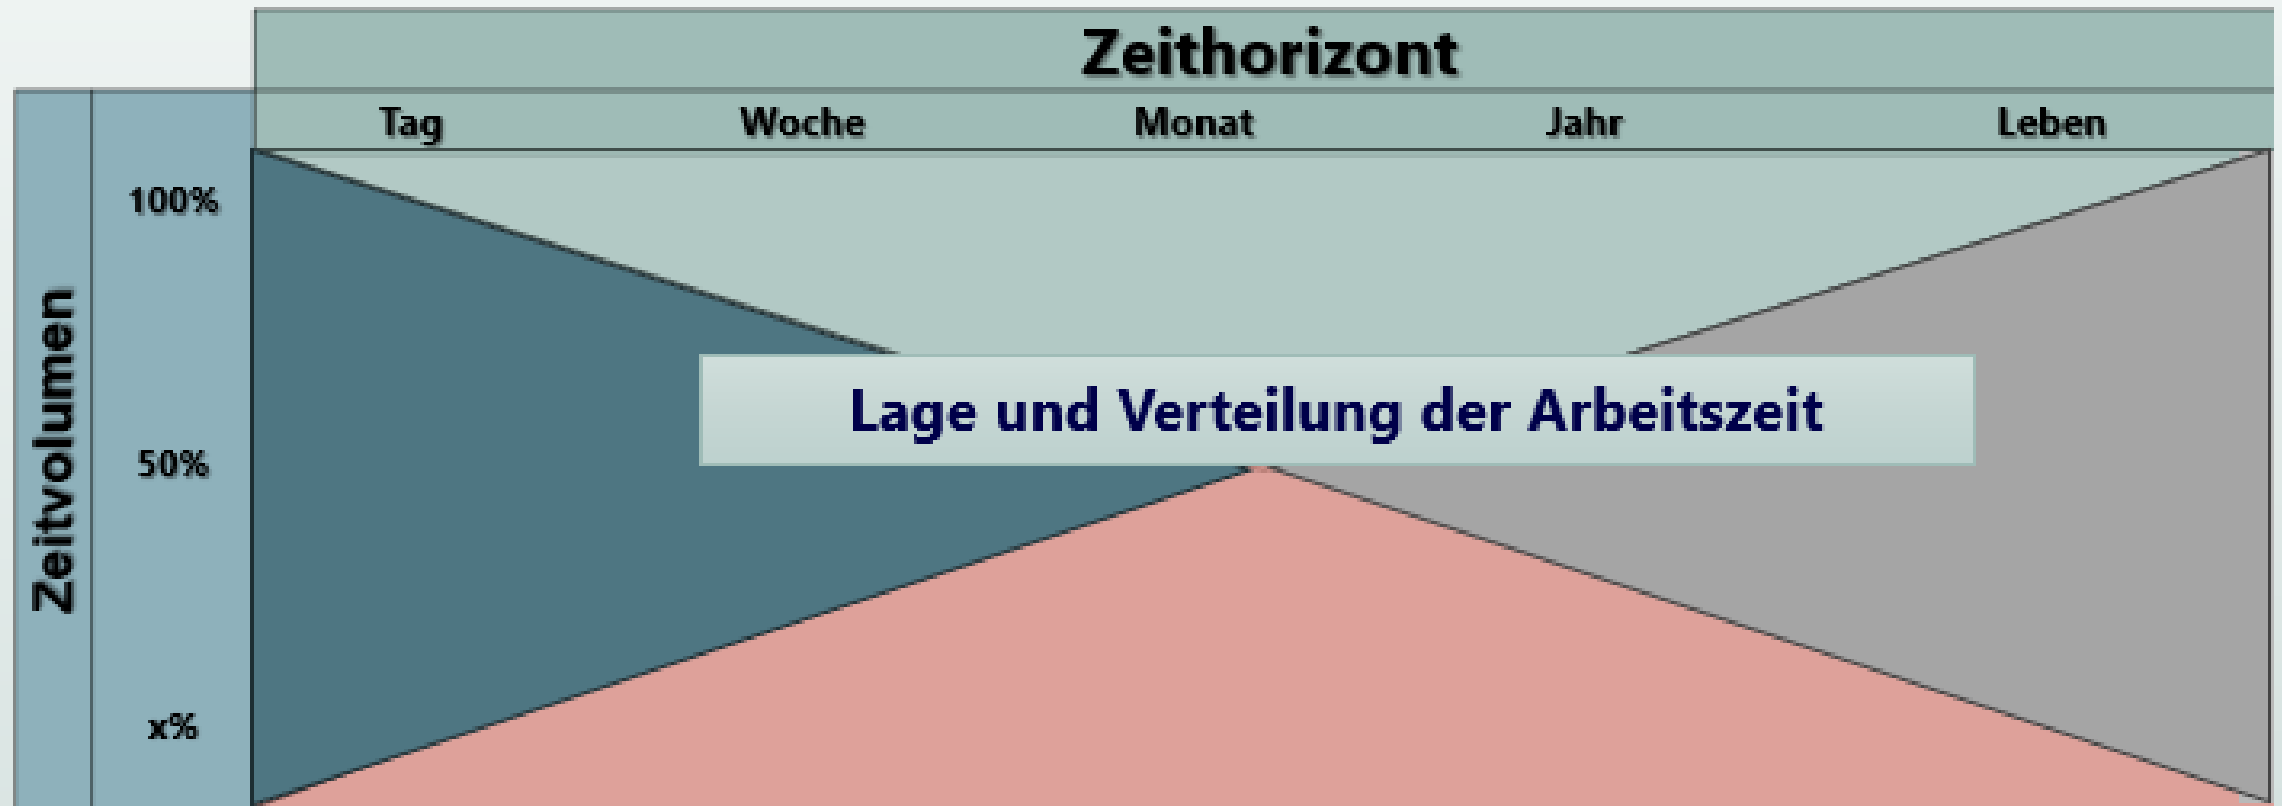 Zeithorizont
Tag Woche Monat Jahr Leben
Zeitvolumen
100%
50%
x%
Lage und Verteilung der Arbeitszeit